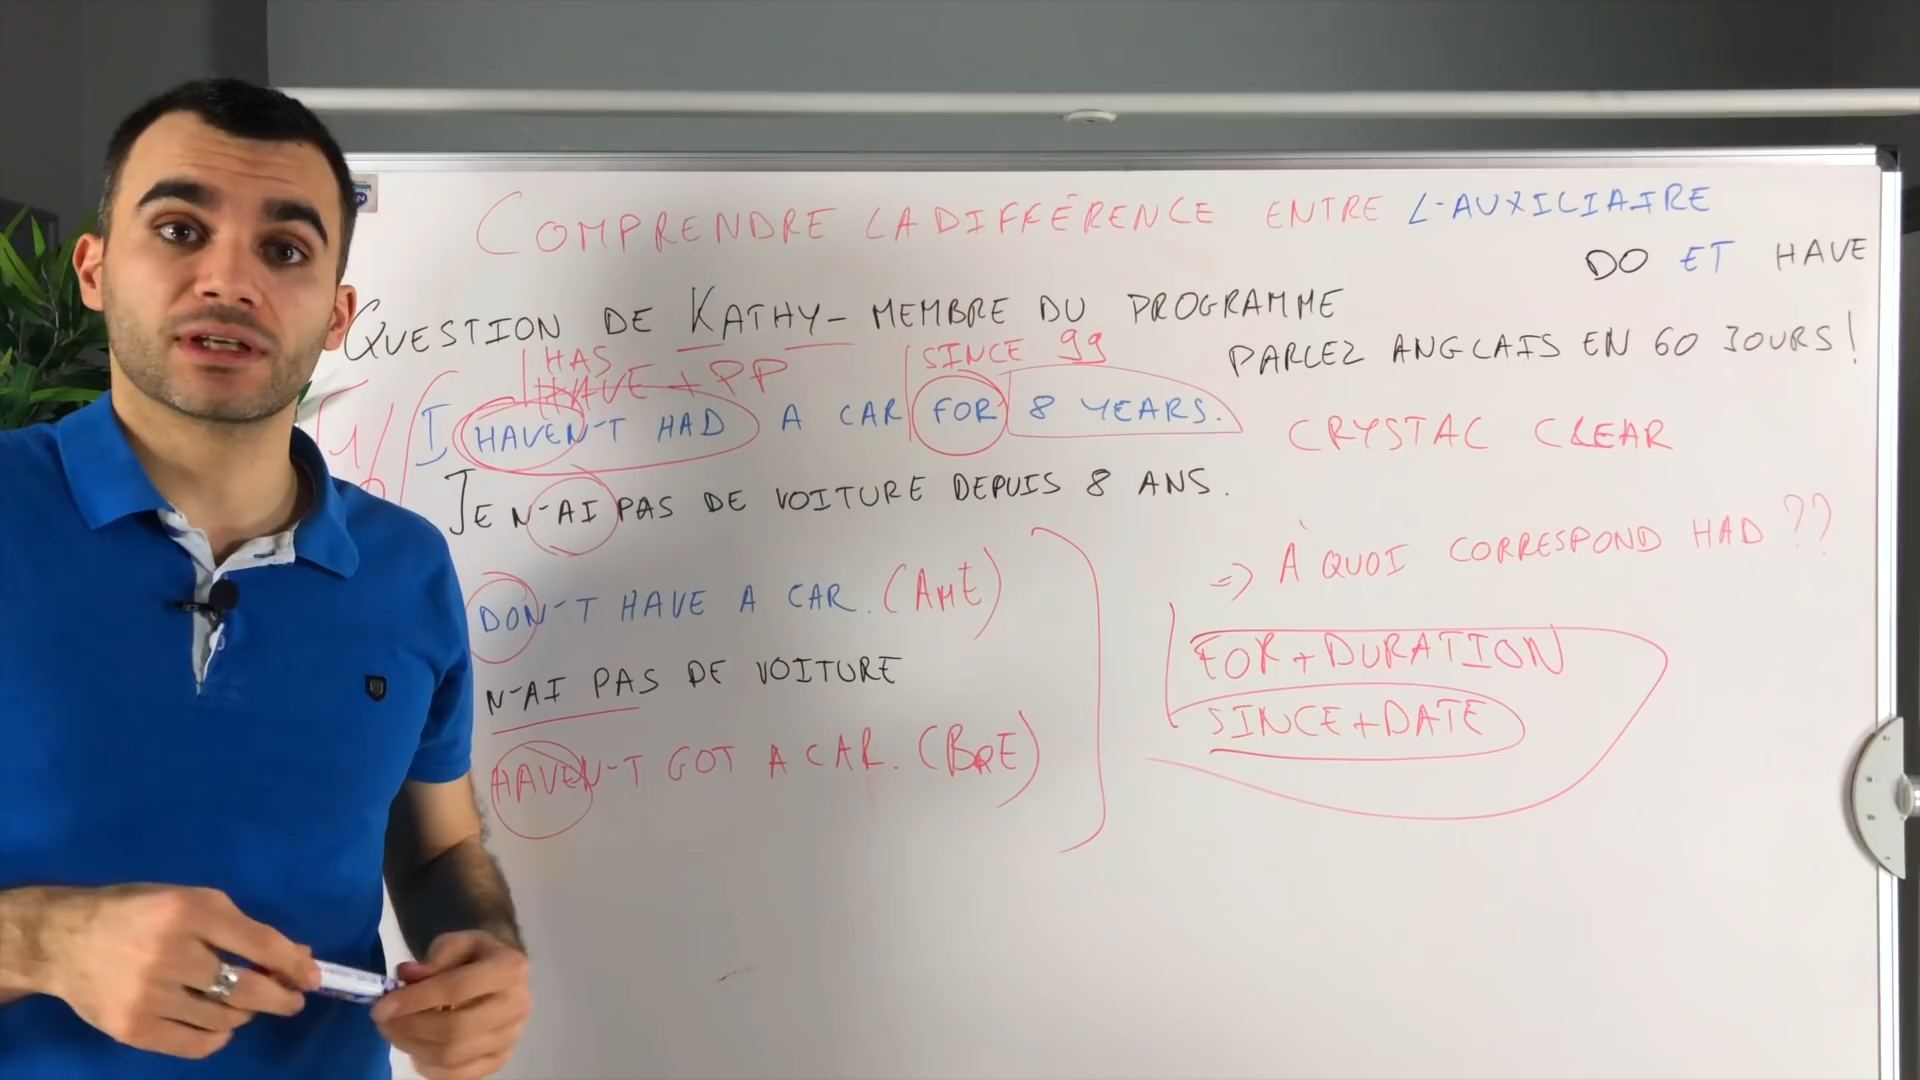 COMPRENDRE LA DIFFÉRENCE ENTRE L-AUXILIAIRE
DO ET HAVE
QUESTION DE KATHY- MEMBRE DU PROGRAMME
PARLEZ ANGLAIS EN 60 JOURS!
HAS
HAVE + PP
SINCE 99
I HAVEN-T HAD A CAR FOR 8 YEARS.
CRYSTAL CLEAR
JE N-AI PAS DE VOITURE DEPUIS 8 ANS.
=> À QUOI CORRESPOND HAD ??
DON-T HAVE A CAR. (AME)
FOR + DURATION
N-AI PAS DE VOITURE
SINCE + DATE
HAVEN-T GOT A CAR. (BRE)